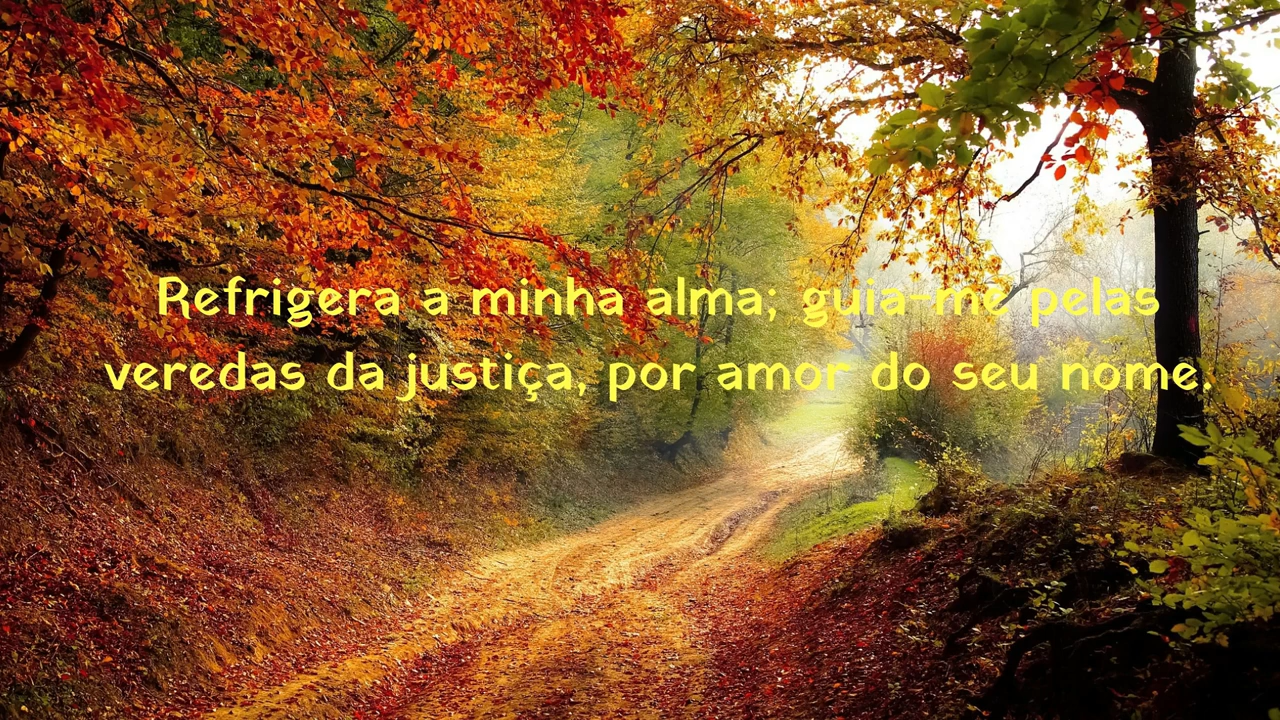 Refrigera a minha alma; guia-me pelas
veredas da justiça, por amor do seu nome.